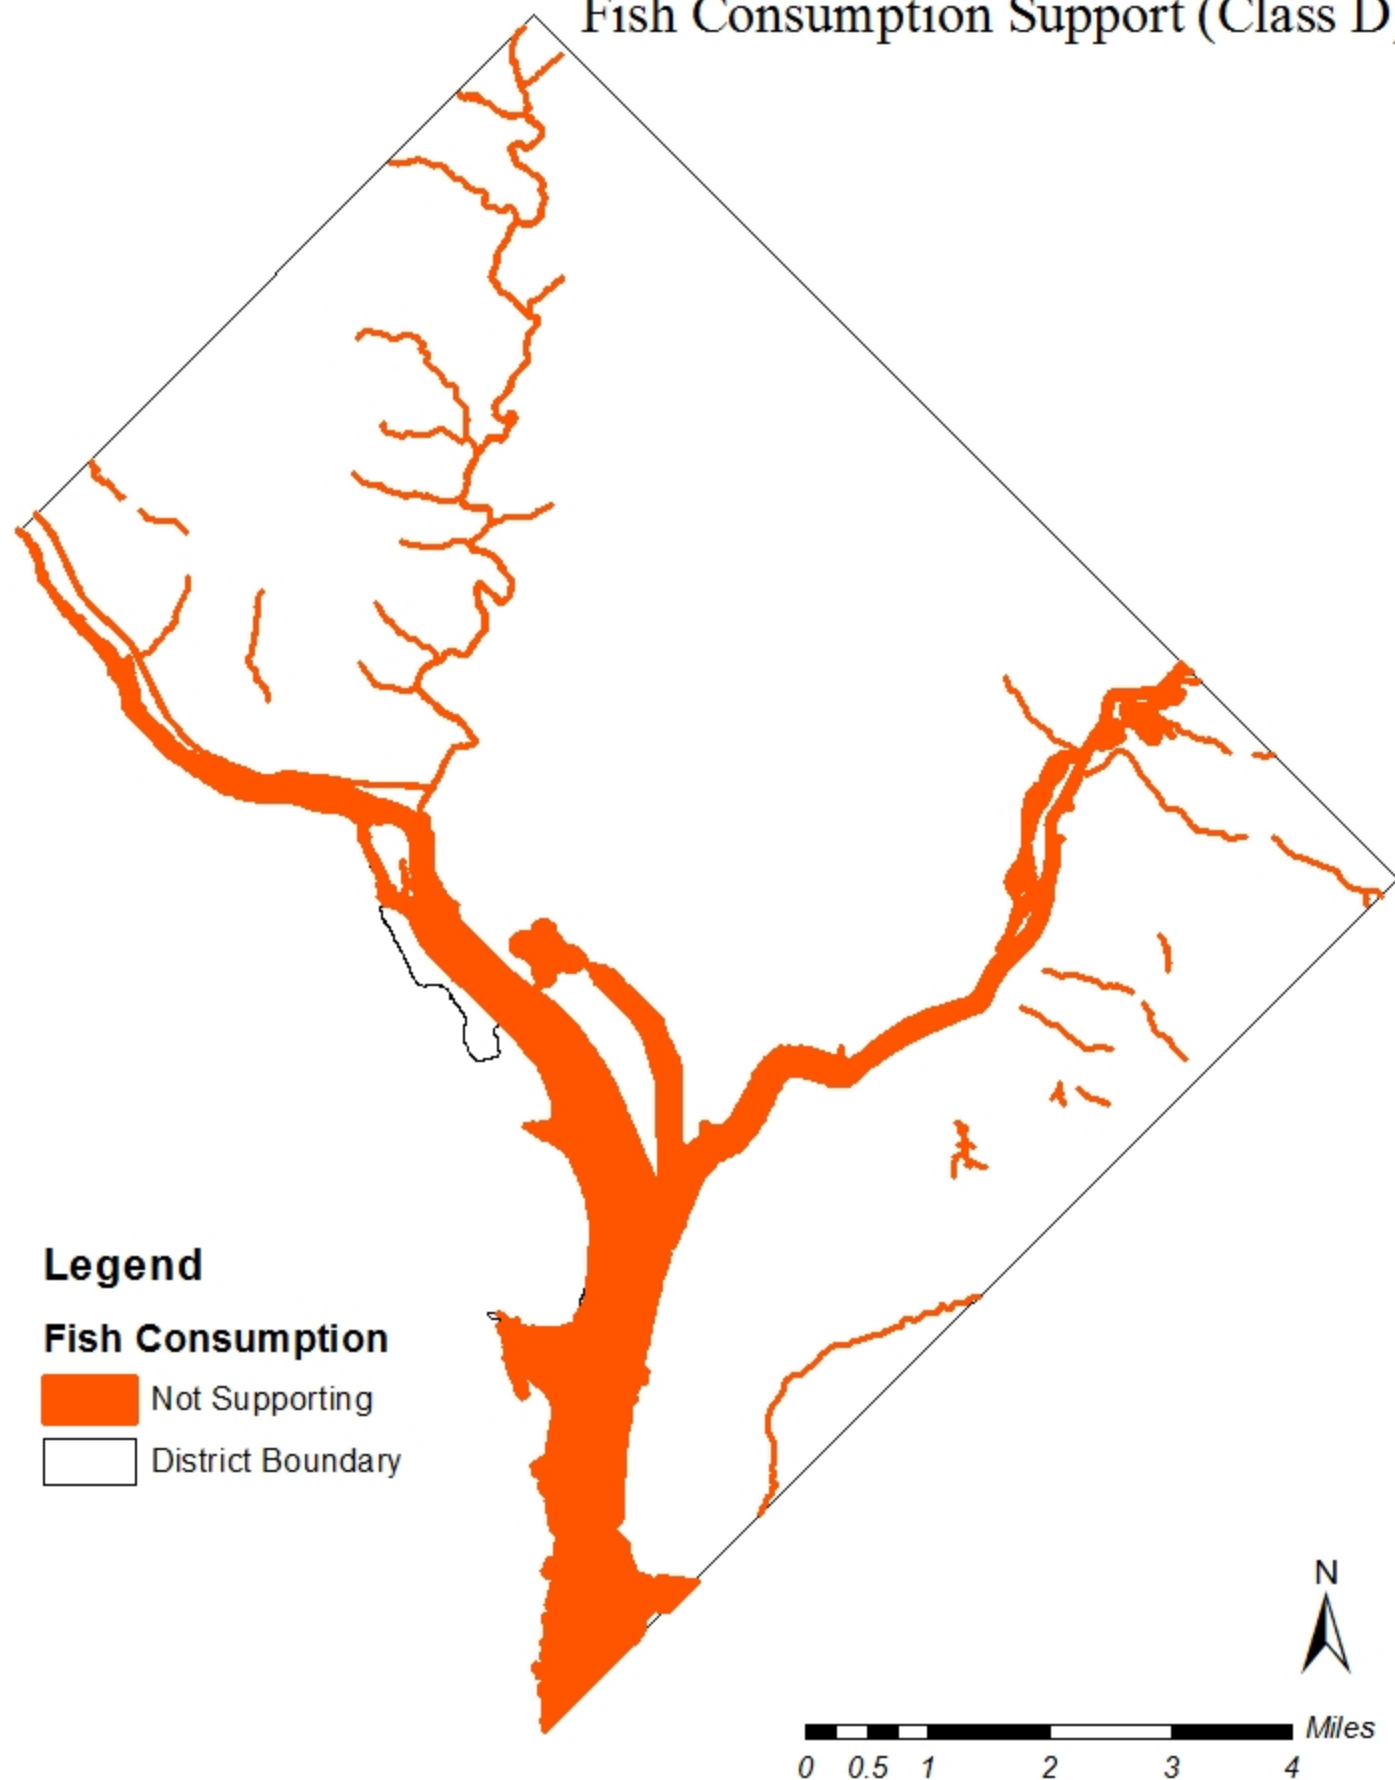 Fish Consumption Support (Class D)
Legend
Fish Consumption
Not Supporting
District Boundary
N
Miles
0 0.5 1 2 3 4